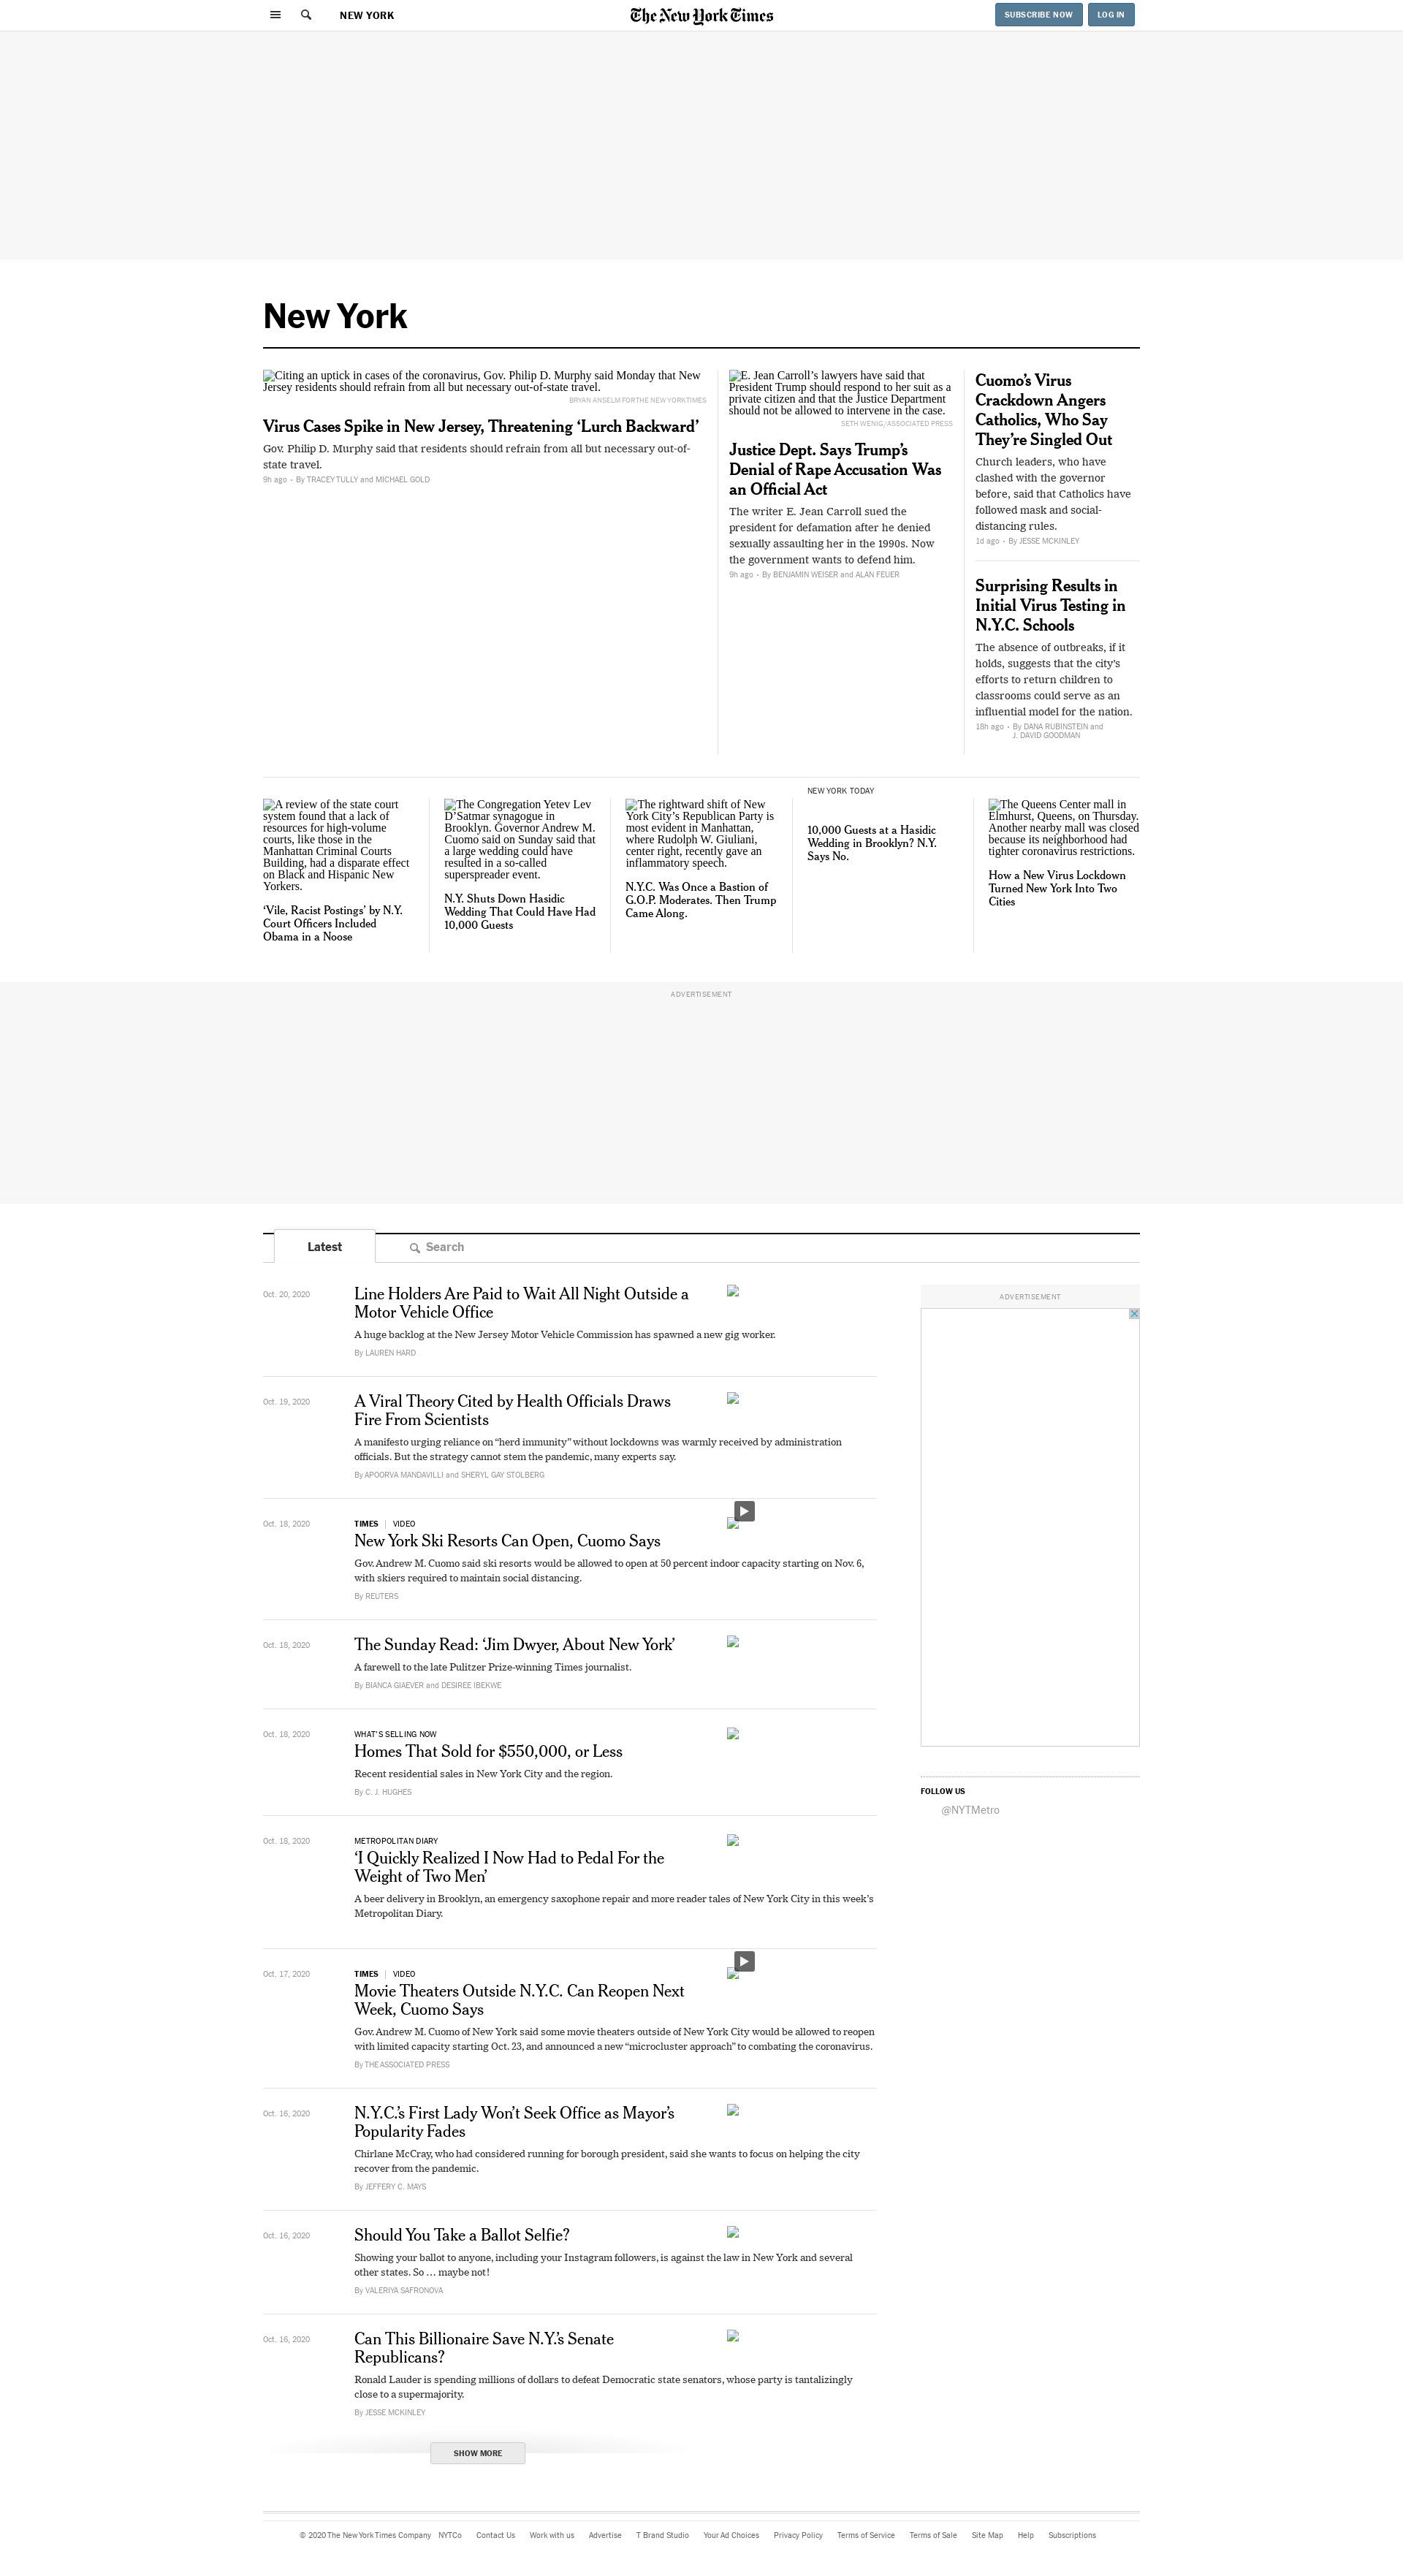 NEW YORK
The New York Times
SUBSCRIBE NOW
LOG IN
New York
Citing an uptick in cases of the coronavirus, Gov. Philip D. Murphy said Monday that New
Jersey residents should refrain from all but necessary out-of-state travel.
BRYAN ANSELM FOR THE NEW YORK TIMES
Virus Cases Spike in New Jersey, Threatening ‘Lurch Backward’
Gov. Philip D. Murphy said that residents should refrain from all but necessary out-of-
state travel.
9h ago • By TRACEY TULLY and MICHAEL GOLD
E. Jean Carroll’s lawyers have said that
President Trump should respond to her suit as a
private citizen and that the Justice Department
should not be allowed to intervene in the case.
SETH WENIG/ASSOCIATED PRESS
Justice Dept. Says Trump’s
Denial of Rape Accusation Was
an Official Act
The writer E. Jean Carroll sued the
president for defamation after he denied
sexually assaulting her in the 1990s. Now
the government wants to defend him.
9h ago • By BENJAMIN WEISER and ALAN FEUER
Cuomo’s Virus
Crackdown Angers
Catholics, Who Say
They’re Singled Out
Church leaders, who have
clashed with the governor
before, said that Catholics have
followed mask and social-
distancing rules.
1d ago • By JESSE MCKINLEY
Surprising Results in
Initial Virus Testing in
N.Y.C. Schools
The absence of outbreaks, if it
holds, suggests that the city’s
efforts to return children to
classrooms could serve as an
influential model for the nation.
18h ago • By DANA RUBINSTEIN and
J. DAVID GOODMAN
A review of the state court
system found that a lack of
resources for high-volume
courts, like those in the
Manhattan Criminal Courts
Building, had a disparate effect
on Black and Hispanic New
Yorkers.
‘Vile, Racist Postings’ by N.Y.
Court Officers Included
Obama in a Noose
The Congregation Yetev Lev
D’Satmar synagogue in
Brooklyn. Governor Andrew M.
Cuomo said on Sunday said that
a large wedding could have
resulted in a so-called
superspreader event.
N.Y. Shuts Down Hasidic
Wedding That Could Have Had
10,000 Guests
The rightward shift of New
York City’s Republican Party is
most evident in Manhattan,
where Rudolph W. Giuliani,
center right, recently gave an
inflammatory speech.
N.Y.C. Was Once a Bastion of
G.O.P. Moderates. Then Trump
Came Along.
NEW YORK TODAY
10,000 Guests at a Hasidic
Wedding in Brooklyn? N.Y.
Says No.
The Queens Center mall in
Elmhurst, Queens, on Thursday.
Another nearby mall was closed
because its neighborhood had
tighter coronavirus restrictions.
How a New Virus Lockdown
Turned New York Into Two
Cities
ADVERTISEMENT
Latest
Search
Oct. 20, 2020
Line Holders Are Paid to Wait All Night Outside a
Motor Vehicle Office
A huge backlog at the New Jersey Motor Vehicle Commission has spawned a new gig worker.
By LAUREN HARD
ADVERTISEMENT
Oct. 19, 2020
A Viral Theory Cited by Health Officials Draws
Fire From Scientists
A manifesto urging reliance on “herd immunity” without lockdowns was warmly received by administration
officials. But the strategy cannot stem the pandemic, many experts say.
By APOORVA MANDAVILLI and SHERYL GAY STOLBERG
Oct. 18, 2020
TIMES | VIDEO
New York Ski Resorts Can Open, Cuomo Says
Gov. Andrew M. Cuomo said ski resorts would be allowed to open at 50 percent indoor capacity starting on Nov. 6,
with skiers required to maintain social distancing.
By REUTERS
Oct. 18, 2020
The Sunday Read: ‘Jim Dwyer, About New York’
A farewell to the late Pulitzer Prize-winning Times journalist.
By BIANCA GIAEVER and DESIREE IBEKWE
Oct. 18, 2020
WHAT’S SELLING NOW
Homes That Sold for $550,000, or Less
Recent residential sales in New York City and the region.
By C. J. HUGHES
FOLLOW US
@NYTMetro
Oct. 18, 2020
METROPOLITAN DIARY
‘I Quickly Realized I Now Had to Pedal For the
Weight of Two Men’
A beer delivery in Brooklyn, an emergency saxophone repair and more reader tales of New York City in this week’s
Metropolitan Diary.
Oct. 17, 2020
TIMES | VIDEO
Movie Theaters Outside N.Y.C. Can Reopen Next
Week, Cuomo Says
Gov. Andrew M. Cuomo of New York said some movie theaters outside of New York City would be allowed to reopen
with limited capacity starting Oct. 23, and announced a new “microcluster approach” to combating the coronavirus.
By THE ASSOCIATED PRESS
Oct. 16, 2020
N.Y.C.’s First Lady Won’t Seek Office as Mayor’s
Popularity Fades
Chirlane McCray, who had considered running for borough president, said she wants to focus on helping the city
recover from the pandemic.
By JEFFERY C. MAYS
Oct. 16, 2020
Should You Take a Ballot Selfie?
Showing your ballot to anyone, including your Instagram followers, is against the law in New York and several
other states. So … maybe not!
By VALERIYA SAFRONOVA
Oct. 16, 2020
Can This Billionaire Save N.Y.’s Senate
Republicans?
Ronald Lauder is spending millions of dollars to defeat Democratic state senators, whose party is tantalizingly
close to a supermajority.
By JESSE MCKINLEY
SHOW MORE
© 2020 The New York Times Company NYTCo Contact Us Work with us Advertise T Brand Studio Your Ad Choices Privacy Policy Terms of Service Terms of Sale Site Map Help Subscriptions